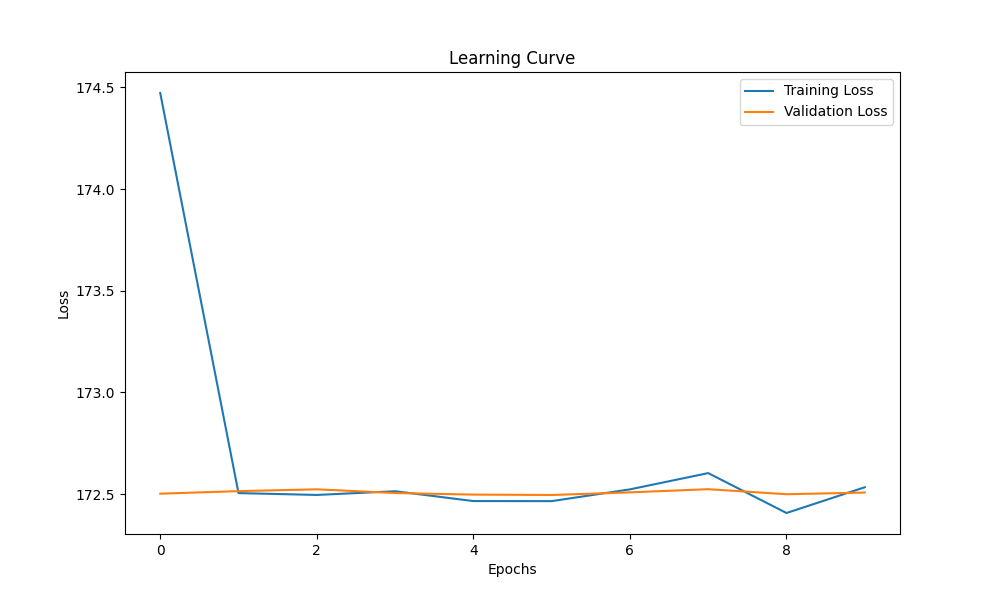 Learning Curve
Training Loss
Validation Loss
174.5
174.0
173.5
173.0
172.5
Loss
0 2 4 6 8
Epochs